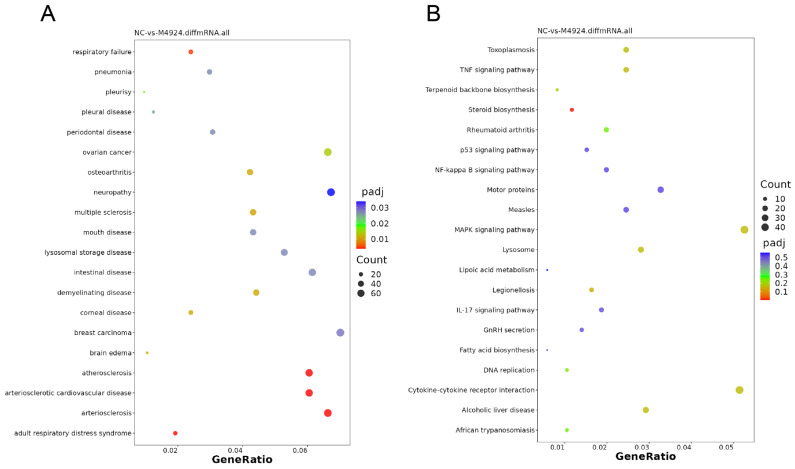 A
NC-vs-M4924.diffmRNA.all
respiratory failure
pneumonia
pleurisy
pleural disease
periodontal disease
ovarian cancer
osteoarthritis
neuropathy
multiple sclerosis
mouth disease
lysosomal storage disease
intestinal disease
demyelinating disease
corneal disease
breast carcinoma
brain edema
atherosclerosis
arteriosclerotic cardiovascular disease
arteriosclerosis
adult respiratory distress syndrome
0.02
0.04
0.06
GeneRatio
padj
0.03
0.02
0.01
Count
20
40
60
B
NC-vs-M4924.diffmRNA.all
Toxoplasmosis
TNF signaling pathway
Terpenoid backbone biosynthesis
Steroid biosynthesis
Rheumatoid arthritis
p53 signaling pathway
NF-kappa B signaling pathway
Motor proteins
Measles
MAPK signaling pathway
Lysosome
Lipoic acid metabolism
Legionellosis
IL-17 signaling pathway
GnRH secretion
Fatty acid biosynthesis
DNA replication
Cytokine-cytokine receptor interaction
Alcoholic liver disease
African trypanosomiasis
0.01
0.02
0.03
0.04
0.05
GeneRatio
Count
10
20
30
40
padj
0.5
0.4
0.3
0.2
0.1